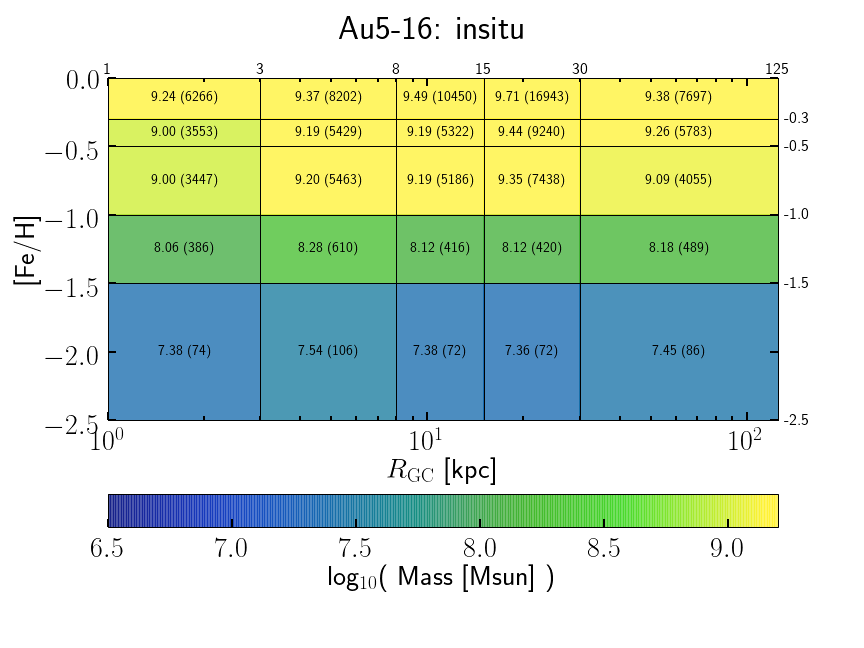 Au5-16: insitu
1 3 8 15 30 125
0.0
9.24 (6266) 9.37 (8202) 9.49 (10450) 9.71 (16943) 9.38 (7697)
-0.3
9.00 (3553) 9.19 (5429) 9.19 (5322) 9.44 (9240) 9.26 (5783)
−0.5 -0.5
9.00 (3447) 9.20 (5463) 9.19 (5186) 9.35 (7438) 9.09 (4055)
−1.0 -1.0
[Fe/H]
8.06 (386) 8.28 (610) 8.12 (416) 8.12 (420) 8.18 (489)
−1.5 -1.5
7.38 (74) 7.54 (106) 7.38 (72) 7.36 (72) 7.45 (86)
−2.0
−2.5 -2.5
10⁰ 10¹ 10²
R_GC [kpc]
6.5 7.0 7.5 8.0 8.5 9.0
log₁₀( Mass [Msun] )